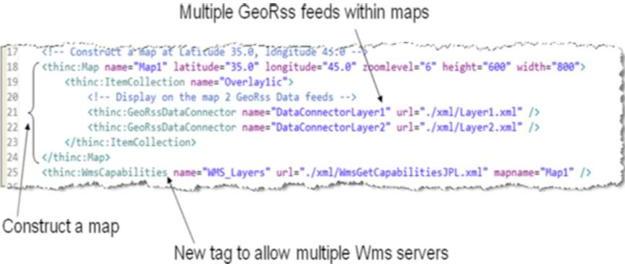 Multiple GeoRss feeds within maps
17 <!-- Construct a map at Latitude 35.0, longitude 45.0 -->
18 <thinc:Map name="Map1" latitude="35.0" longitude="45.0" zoomlevel="6" height="600" width="800">
19 <thinc:ItemCollection name="Overlay1ic">
20 <!-- Display on the map 2 GeoRss Data feeds -->
21 <thinc:GeoRssDataConnector name="DataConnectorLayer1" url="./xml/Layer1.xml" />
22 <thinc:GeoRssDataConnector name="DataConnectorLayer2" url="./xml/Layer2.xml" />
23 </thinc:ItemCollection>
24 </thinc:Map>
25 <thinc:WmsCapabilities name="WMS_Layers" url="./xml/WmsGetCapabilitiesJPL.xml" mapname="Map1" />
Construct a map
New tag to allow multiple Wms servers